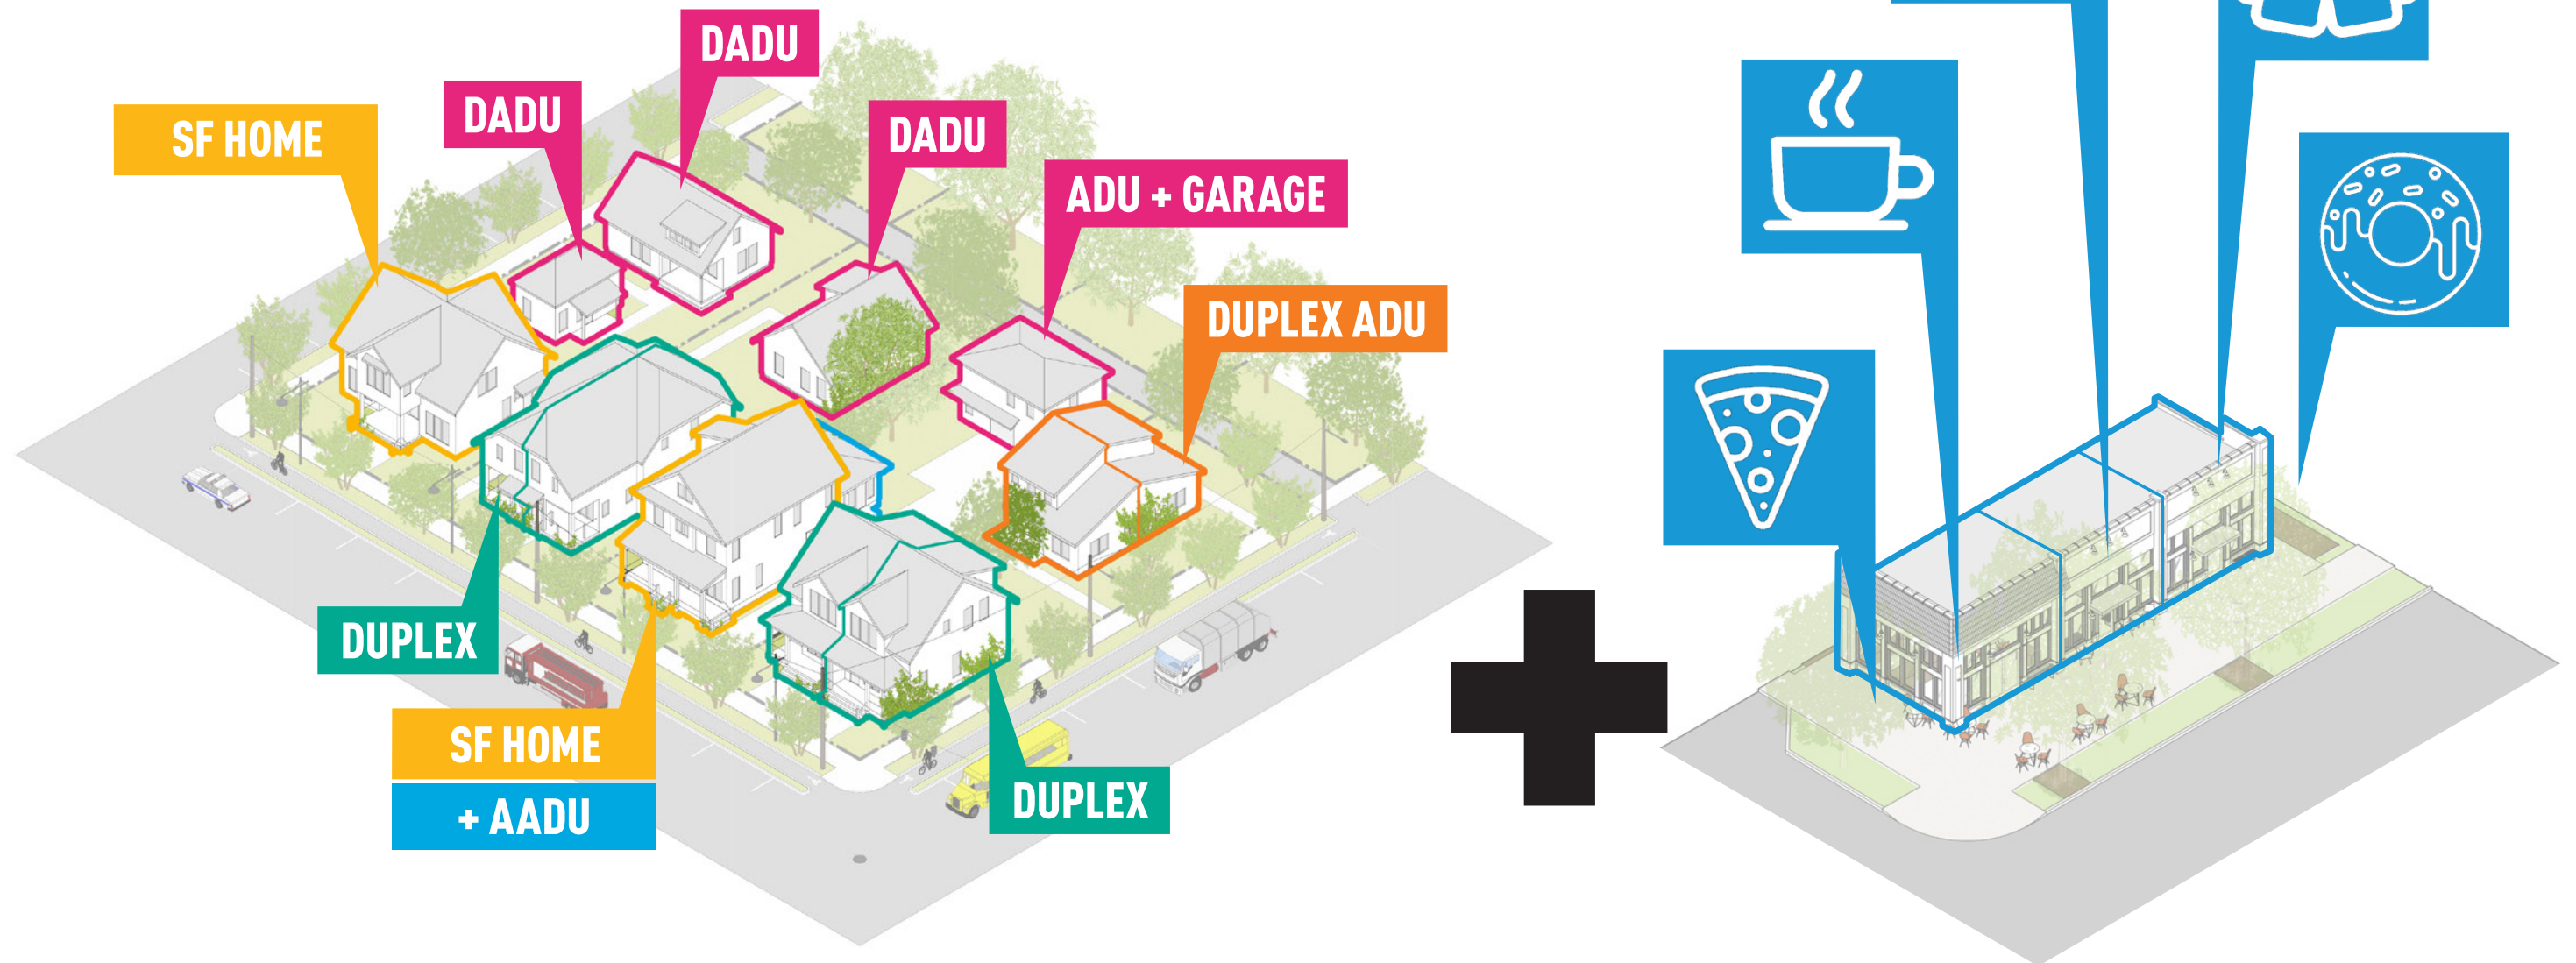 DADU
DADU
SF HOME
DADU
ADU + GARAGE
DUPLEX ADU
DUPLEX
SF HOME
+ AADU
DUPLEX